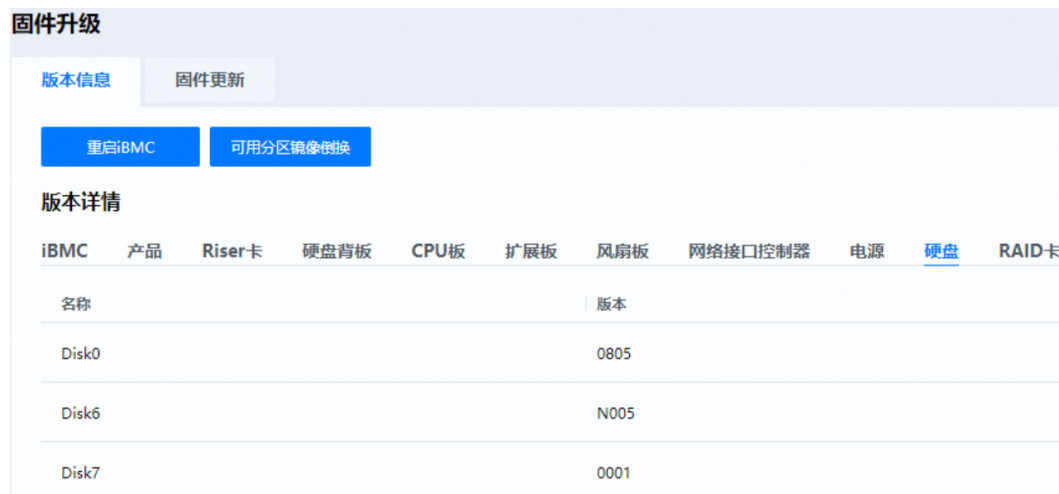 固件升级
版本信息 固件更新
重启iBMC 可用分区镜像倒换
版本详情
iBMC 产品 Riser卡 硬盘背板 CPU板 扩展板 风扇板 网络接口控制器 电源 硬盘 RAID卡
名称 版本
Disk0 0805
Disk6 N005
Disk7 0001